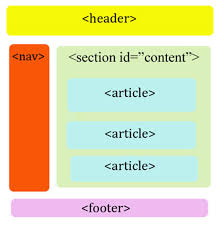 <header>
<nav>
<section id=”content”>
<article>
<article>
<article>
<footer>